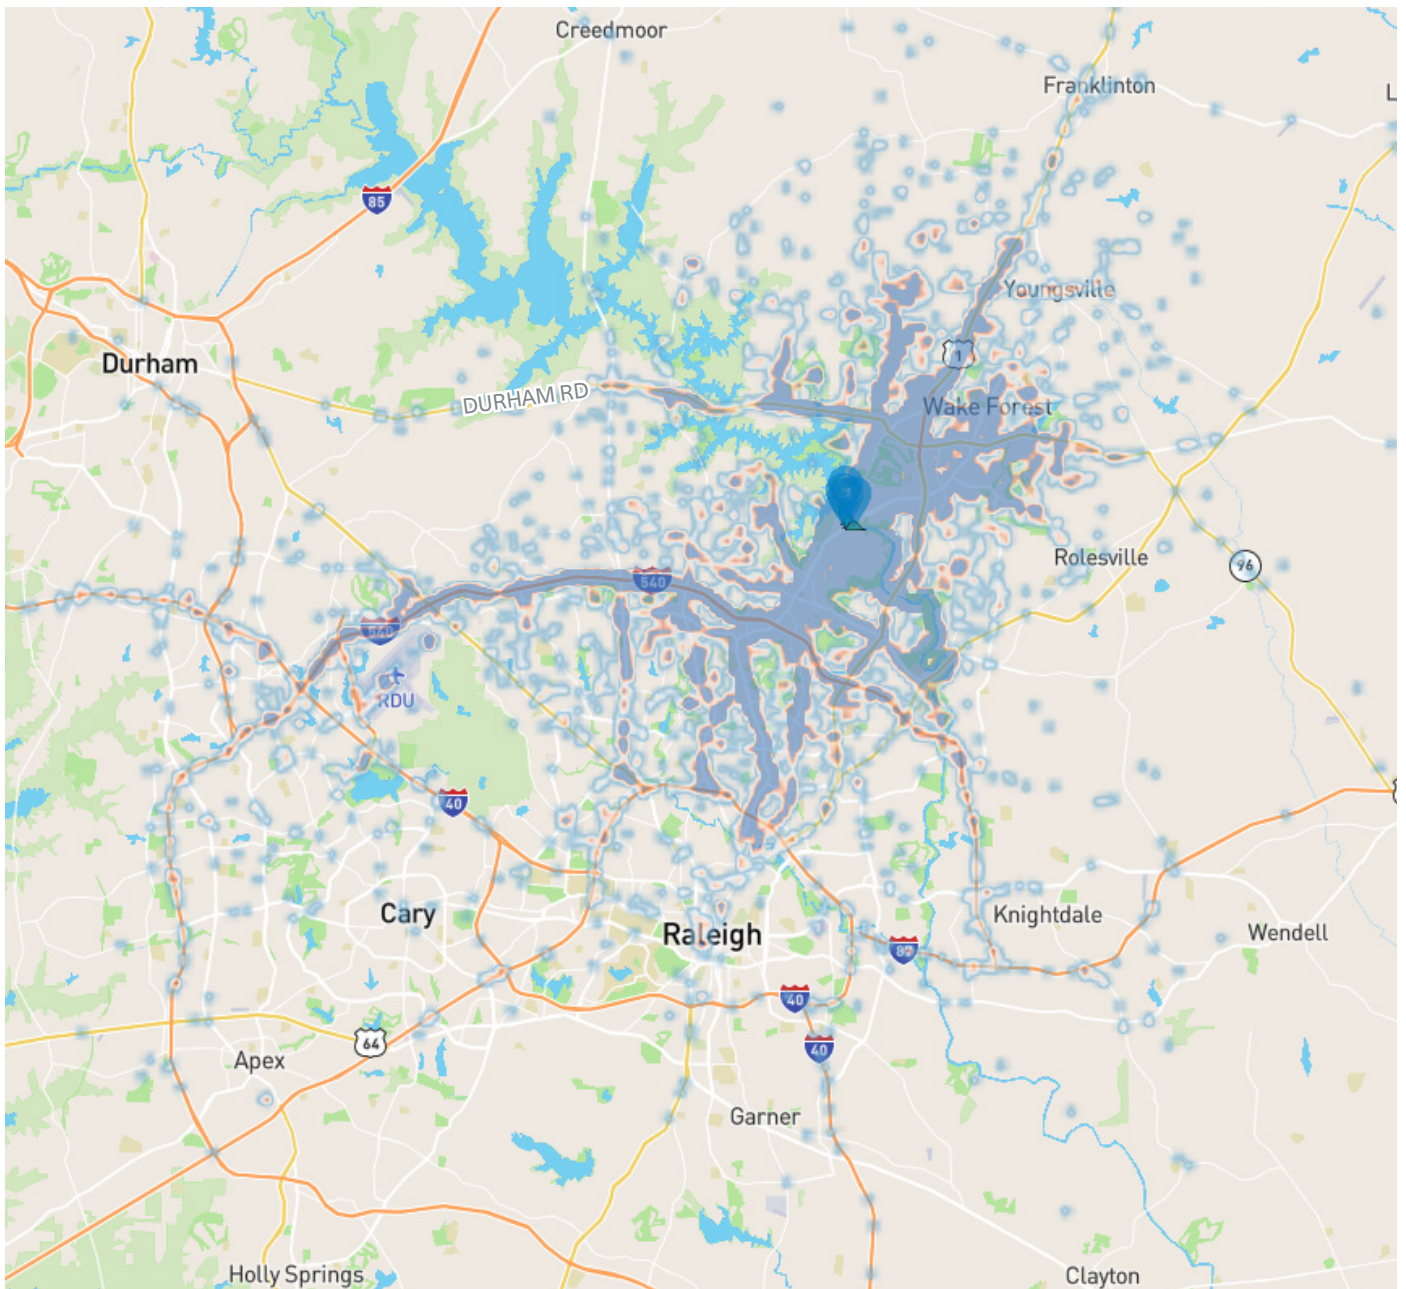 Creedmoor
Franklinton
L
85
Youngsville
1
Durham
DURHAM RD
Wake Forest
Rolesville
96
540
540
RDU
40
Cary
Raleigh
Knightdale
Wendell
87
40
64
40
Apex
Garner
Holly Springs
Clayton